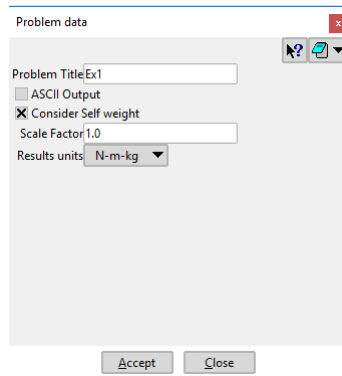 Problem data
x
?
Problem Title Ex1
ASCII Output
Consider Self weight
Scale Factor 1.0
Results units N-m-kg
Accept Close